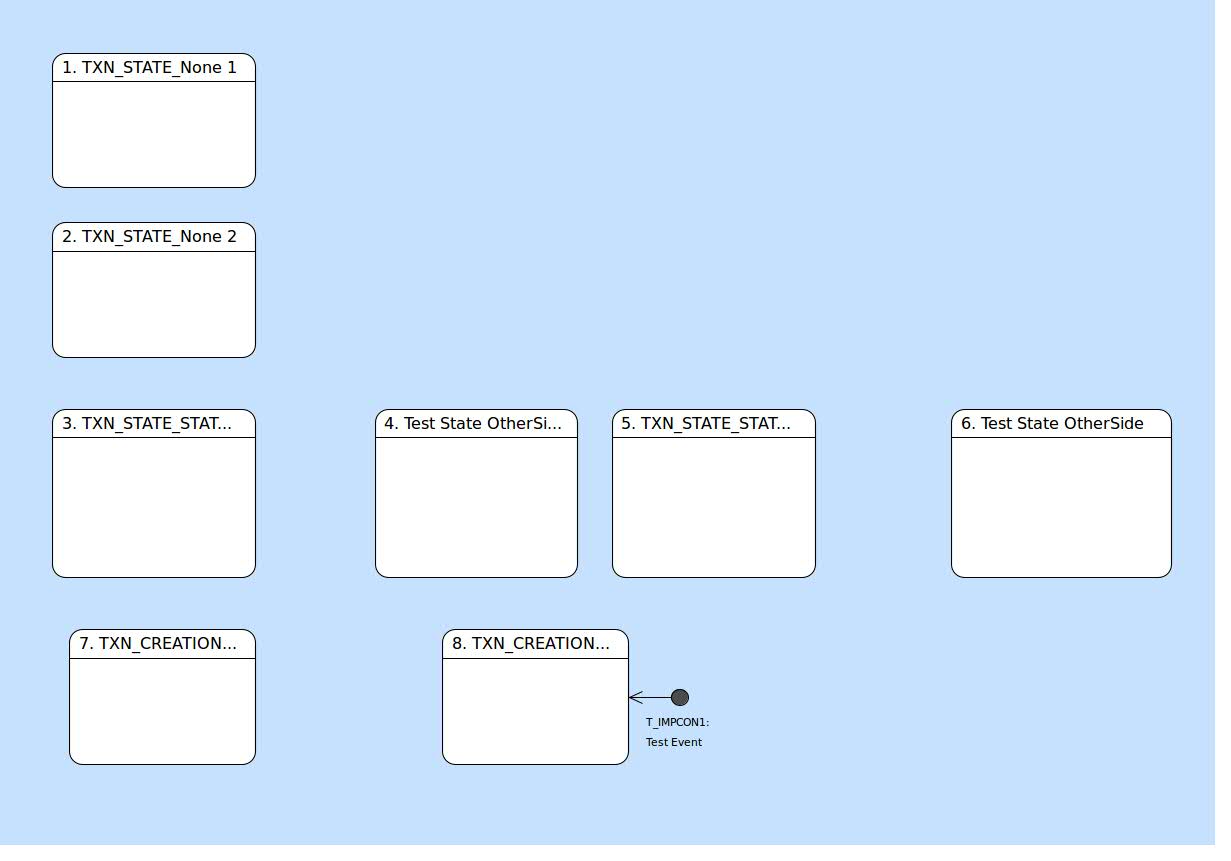 1. TXN_STATE_None 1
2. TXN_STATE_None 2
3. TXN_STATE_STAT...
4. Test State OtherSi...
5. TXN_STATE_STAT...
6. Test State OtherSide
7. TXN_CREATION...
8. TXN_CREATION...
T_IMPCON1:
Test Event